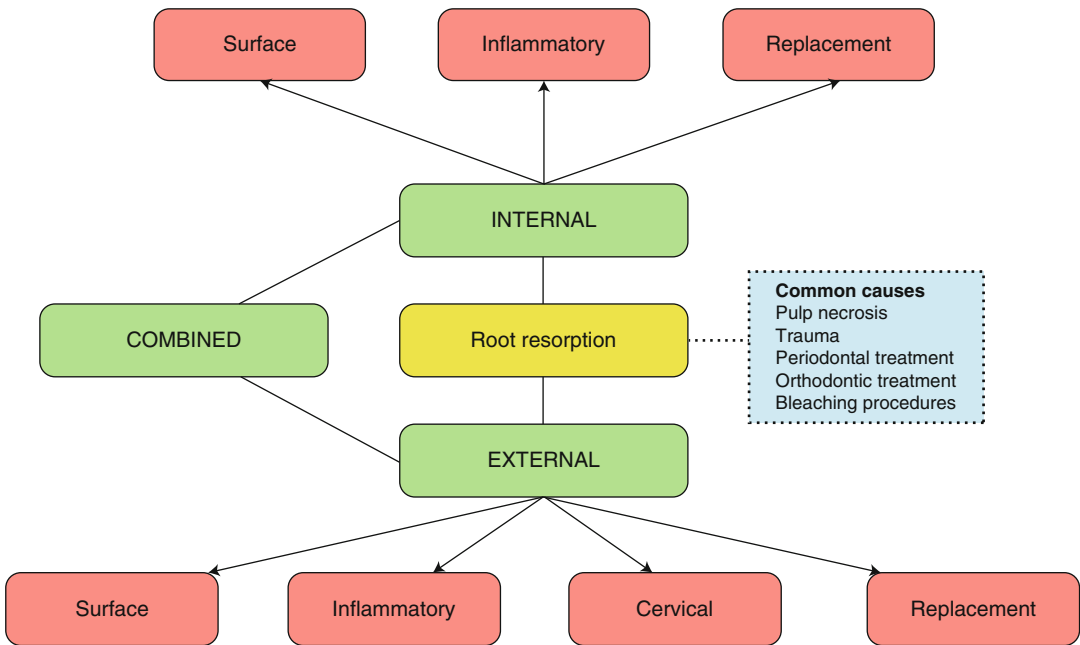 Surface
Inflammatory
Replacement
INTERNAL
COMBINED
Root resorption
Common causes
Pulp necrosis
Trauma
Periodontal treatment
Orthodontic treatment
Bleaching procedures
EXTERNAL
Surface
Inflammatory
Cervical
Replacement